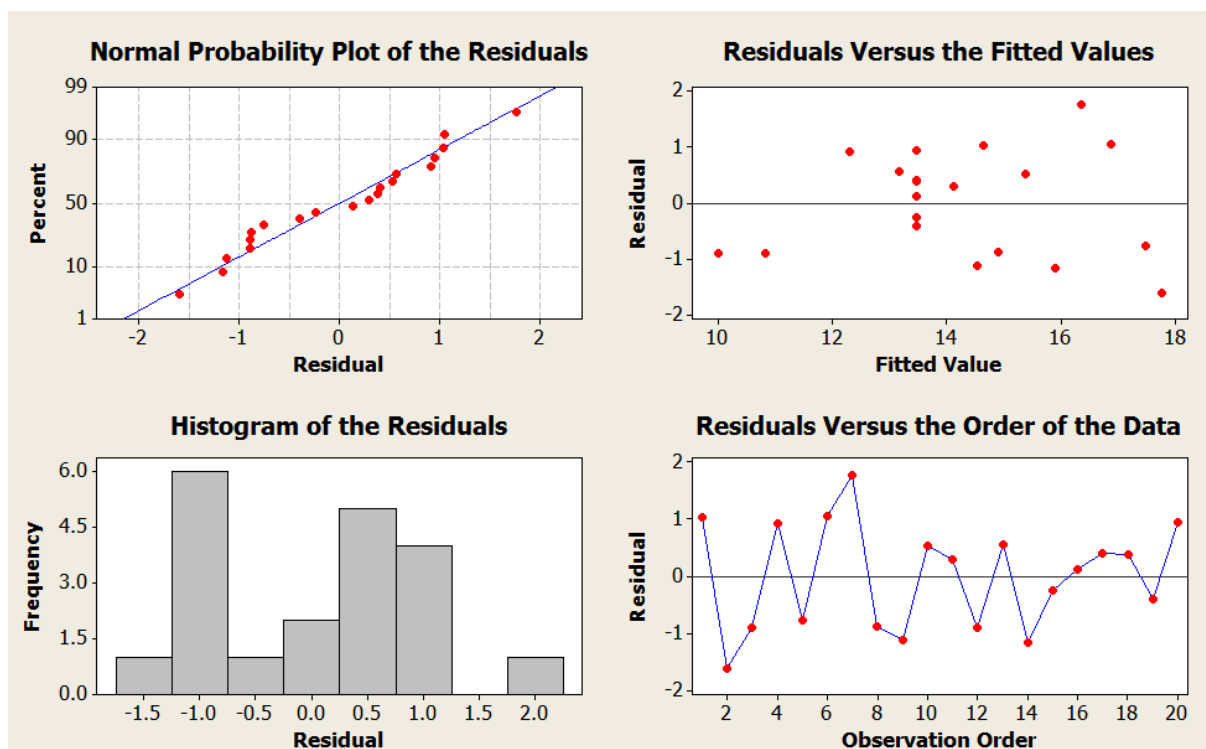 Normal Probability Plot of the Residuals
99
90
50
10
1
Percent
-2 -1 0 1 2
Residual
Residuals Versus the Fitted Values
2
1
0
-1
-2
Residual
10 12 14 16 18
Fitted Value
Histogram of the Residuals
6.0
4.5
3.0
1.5
0.0
Frequency
-1.5 -1.0 -0.5 0.0 0.5 1.0 1.5 2.0
Residual
Residuals Versus the Order of the Data
2
1
0
-1
-2
Residual
2 4 6 8 10 12 14 16 18 20
Observation Order